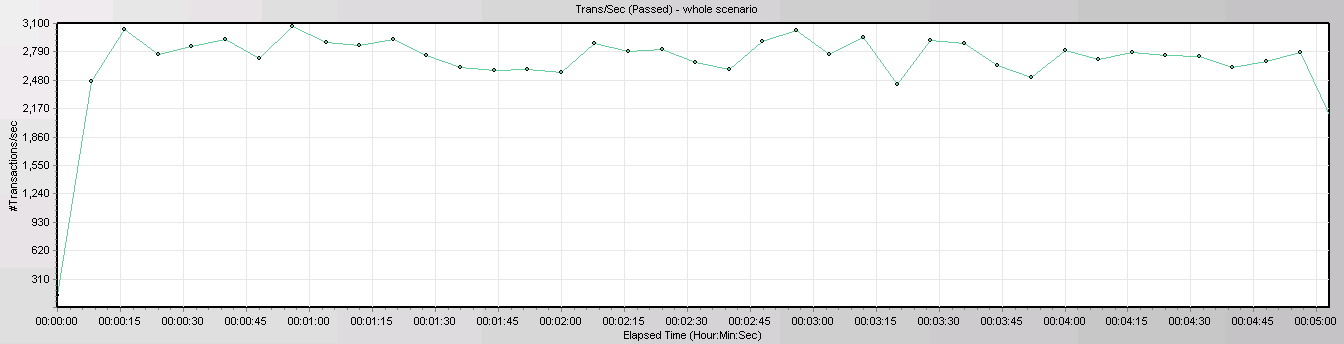 Trans/Sec (Passed) - whole scenario
3,100
2,790
2,480
2,170
1,860
1,550
1,240
930
620
310
#Transactions/sec
00:00:00 00:00:15 00:00:30 00:00:45 00:01:00 00:01:15 00:01:30 00:01:45 00:02:00 00:02:15 00:02:30 00:02:45 00:03:00 00:03:15 00:03:30 00:03:45 00:04:00 00:04:15 00:04:30 00:04:45 00:05:00
Elapsed Time (Hour:Min:Sec)